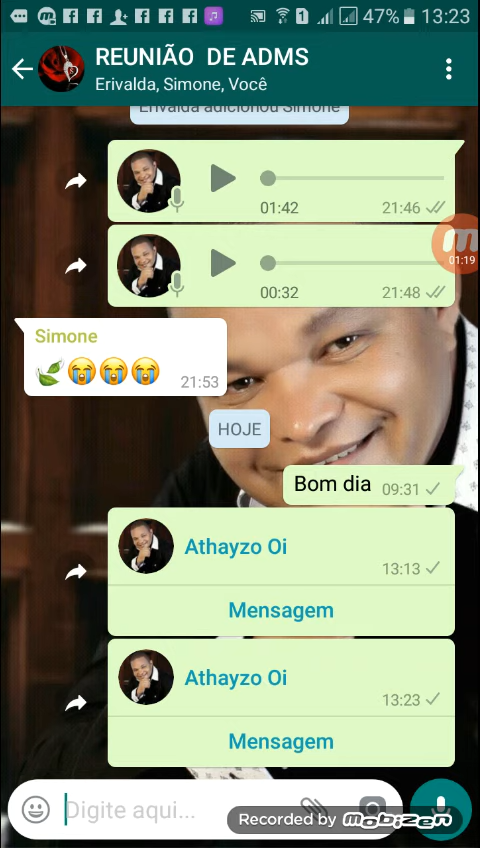 47% 13:23
REUNIÃO DE ADMS
Erivalda, Simone, Você
Erivalda adicionou Simone
01:42 21:46
01:19
00:32 21:48
Simone
21:53
HOJE
Bom dia 09:31
Athayzo Oi
13:13
Mensagem
Athayzo Oi
13:23
Mensagem
Digite aqui...
Recorded by mobizen